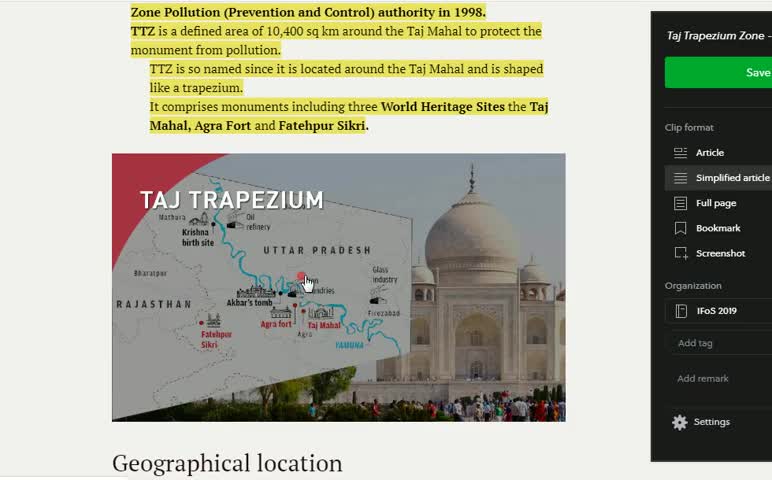 Zone Pollution (Prevention and Control) authority in 1998.
TTZ is a defined area of 10,400 sq km around the Taj Mahal to protect the
monument from pollution.
TTZ is so named since it is located around the Taj Mahal and is shaped
like a trapezium.
It comprises monuments including three World Heritage Sites the Taj
Mahal, Agra Fort and Fatehpur Sikri.
TAJ TRAPEZIUM
Mathura
Oil
refinery
Krishna
birth site
UTTAR PRADESH
Bharatpur
Glass
industry
RAJASTHAN
Akbar's tomb
Firozabad
Agra fort
Taj Mahal
Agra
Fatehpur
Sikri
YAMUNA
Geographical location
Taj Trapezium Zone -
Save
Clip format
Article
Simplified article
Full page
Bookmark
Screenshot
Organization
IFoS 2019
Add tag
Add remark
Settings